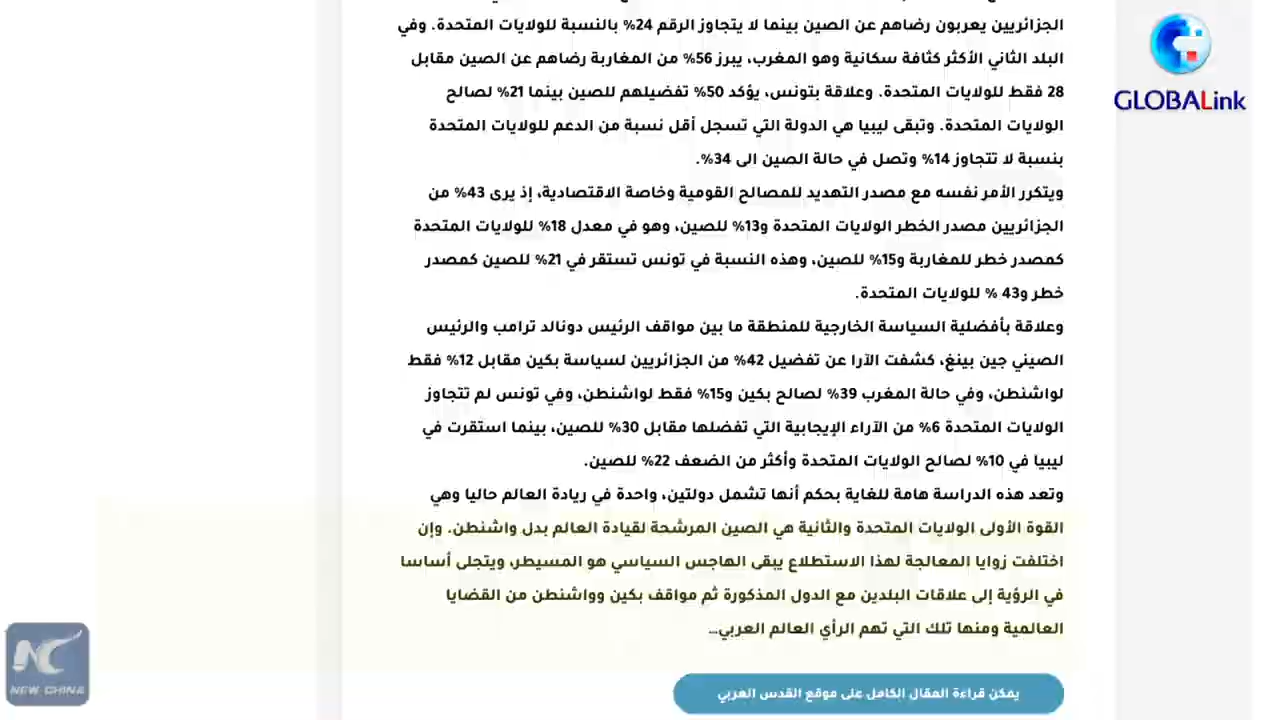 الجزائريين يعربون رضاهم عن الصين بينما لا يتجاوز الرقم 24% بالنسبة للولايات المتحدة. وفي
البلد الثاني الأكثر كثافة سكانية وهو المغرب، يبرز 56% من المغاربة رضاهم عن الصين مقابل
28 فقط للولايات المتحدة. وعلاقة بتونس، يؤكد 50% تفضيلهم للصين بينما 21% لصالح
الولايات المتحدة. وتبقى ليبيا هي الدولة التي تسجل أقل نسبة من الدعم للولايات المتحدة
بنسبة لا تتجاوز 14% وتصل في حالة الصين الى 34%.
ويتكرر الأمر نفسه مع مصدر التهديد للمصالح القومية وخاصة الاقتصادية، إذ يرى 43% من
الجزائريين مصدر الخطر الولايات المتحدة و13% للصين، وهو في معدل 18% للولايات المتحدة
كمصدر خطر للمغاربة و15% للصين، وهذه النسبة في تونس تستقر في 21% للصين كمصدر
خطر و43 % للولايات المتحدة.
وعلاقة بأفضلية السياسة الخارجية للمنطقة ما بين مواقف الرئيس دونالد ترامب والرئيس
الصيني جين بينغ، كشفت الآرا عن تفضيل 42% من الجزائريين لسياسة بكين مقابل 12% فقط
لواشنطن، وفي حالة المغرب 39% لصالح بكين و15% فقط لواشنطن، وفي تونس لم تتجاوز
الولايات المتحدة 6% من الآراء الإيجابية التي تفضلها مقابل 30% للصين، بينما استقرت في
ليبيا في 10% لصالح الولايات المتحدة وأكثر من الضعف 22% للصين.
وتعد هذه الدراسة هامة للغاية بحكم أنها تشمل دولتين، واحدة في ريادة العالم حاليا وهي
القوة الأولى الولايات المتحدة والثانية هي الصين المرشحة لقيادة العالم بدل واشنطن. وإن
اختلفت زوايا المعالجة لهذا الاستطلاع يبقى الهاجس السياسي هو المسيطر، ويتجلى أساسا
في الرؤية إلى علاقات البلدين مع الدول المذكورة ثم مواقف بكين وواشنطن من القضايا
العالمية ومنها تلك التي تهم الرأي العالم العربي…
يمكن قراءة المقال الكامل على موقع القدس العربي
GLOBALink
NC
NEW CHINA